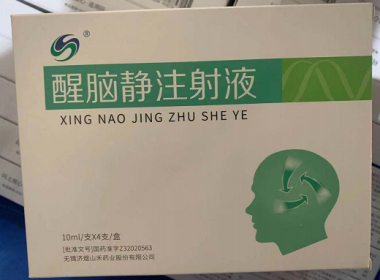 ®
醒脑静注射液
XING NAO JING ZHU SHE YE
10ml/支X4支/盒
[批准文号]国药准字Z32020563
无锡济煜山禾药业股份有限公司